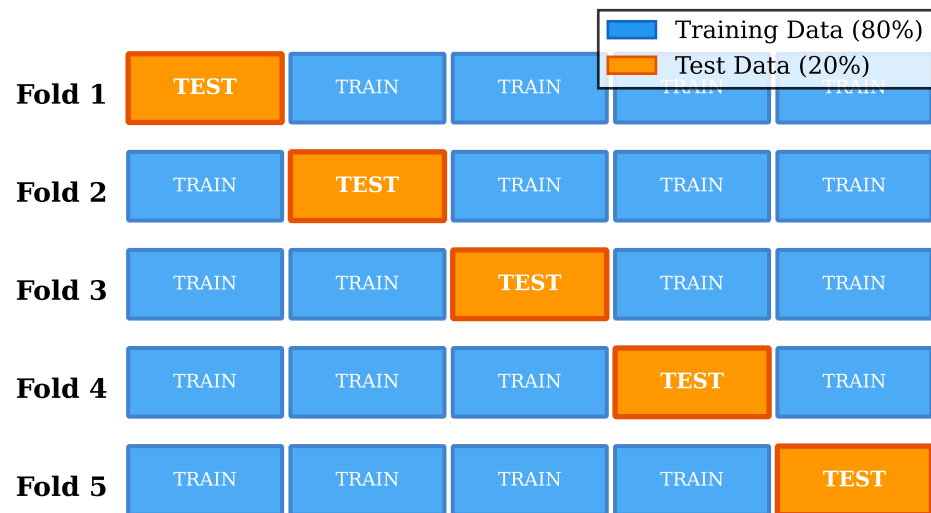 Training Data (80%)
Test Data (20%)
Fold 1 TEST TRAIN TRAIN TRAIN TRAIN
Fold 2 TRAIN TEST TRAIN TRAIN TRAIN
Fold 3 TRAIN TRAIN TEST TRAIN TRAIN
Fold 4 TRAIN TRAIN TRAIN TEST TRAIN
Fold 5 TRAIN TRAIN TRAIN TRAIN TEST